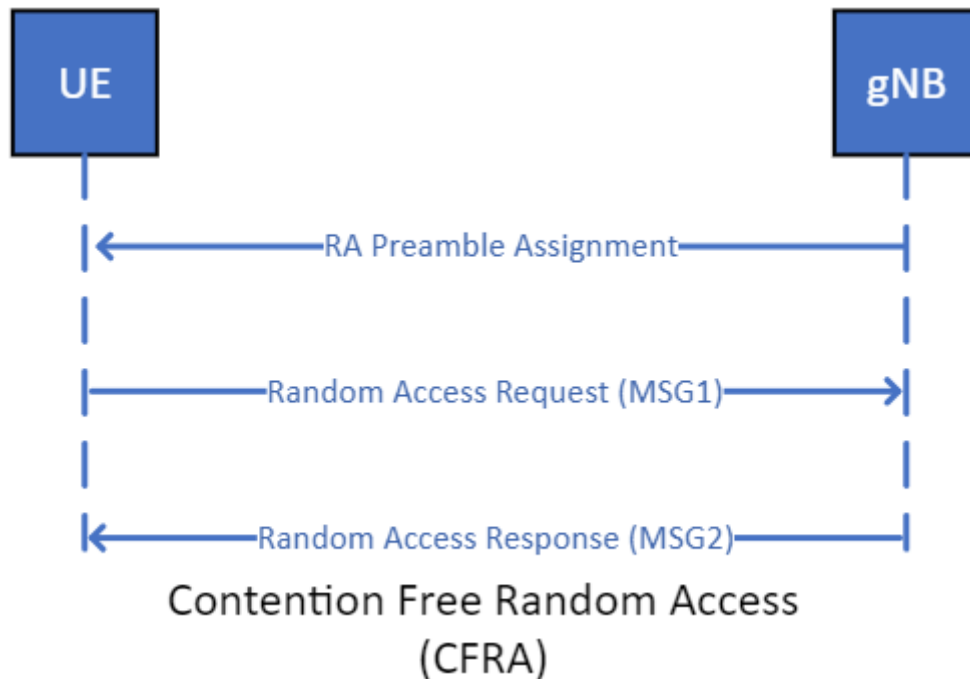 UE
gNB
RA Preamble Assignment
Random Access Request (MSG1)
Random Access Response (MSG2)
Contention Free Random Access
(CFRA)